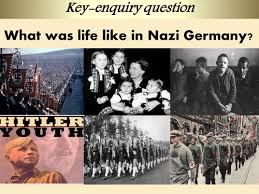 Key-enquiry question
What was life like in Nazi Germany?
HITLER
YOUTH